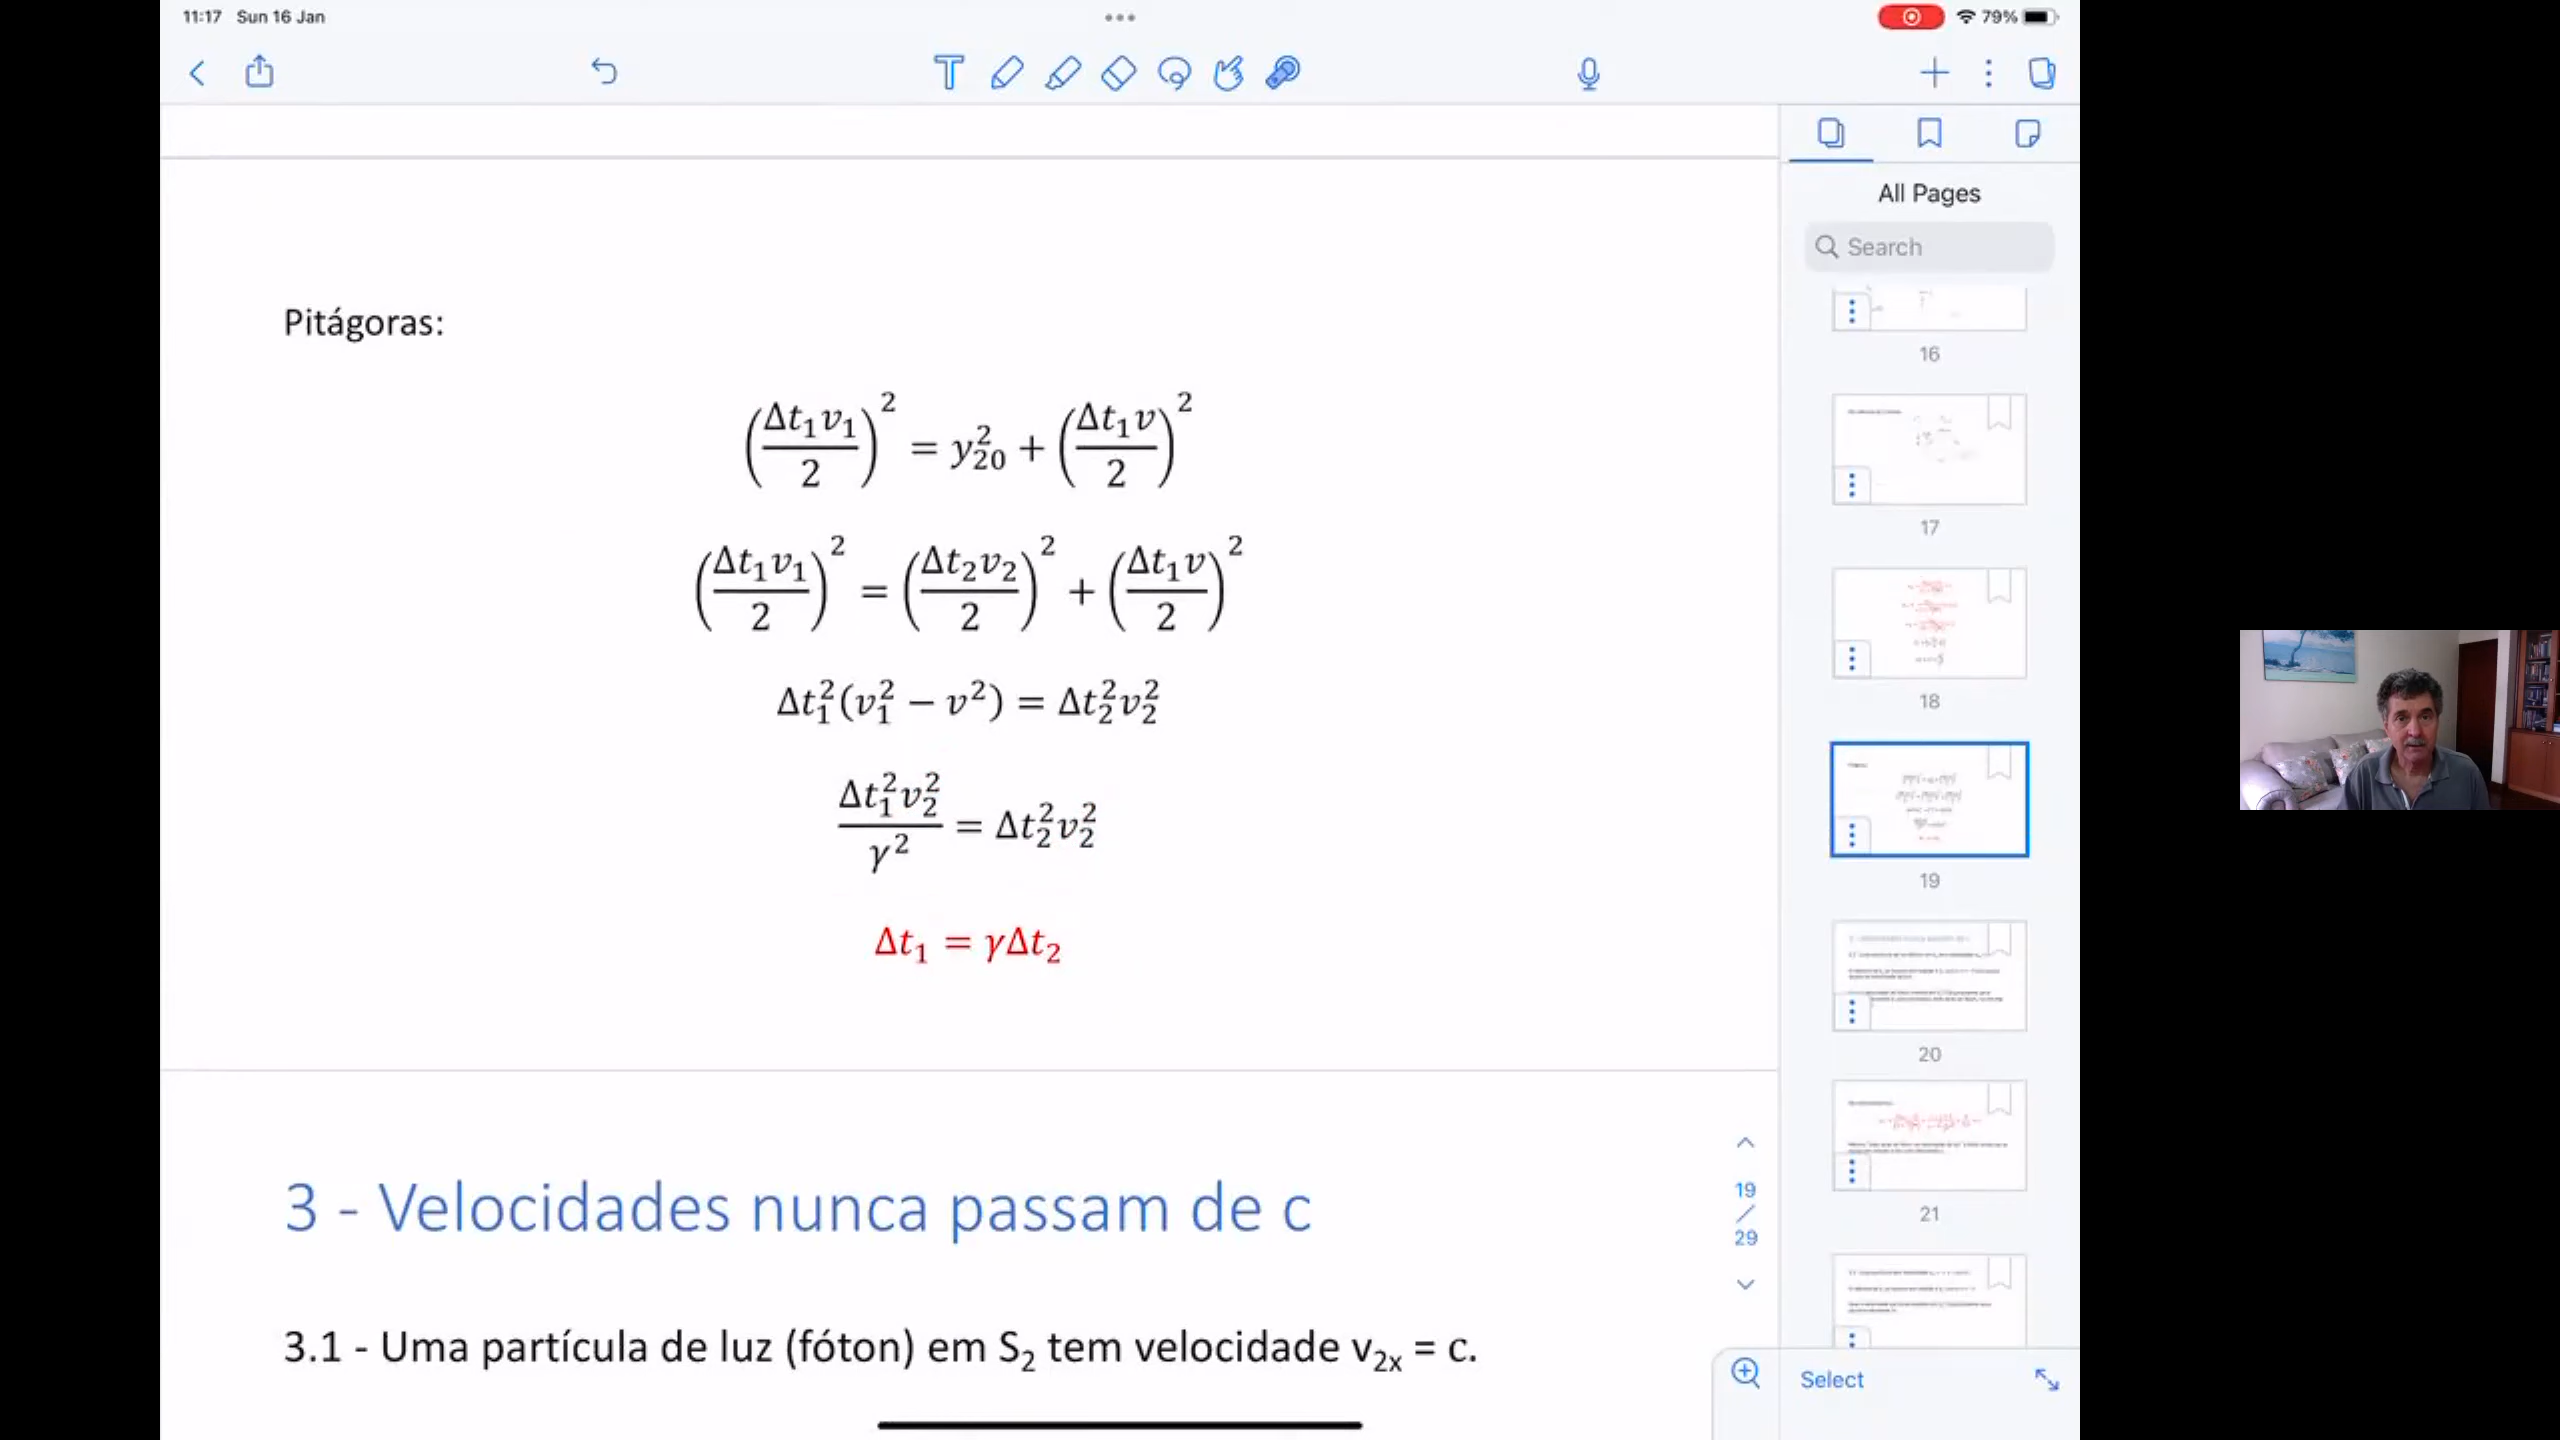 11:17 Sun 16 Jan
79%
All Pages
Search
Pitágoras:
(Δt₁v₁/2)² = y₂₀² + (Δt₁v/2)²
(Δt₁v₁/2)² = (Δt₂v₂/2)² + (Δt₁v/2)²
Δt₁²(v₁² − v²) = Δt₂²v₂²
Δt₁²v₂²/γ² = Δt₂²v₂²
Δt₁ = γΔt₂
3 - Velocidades nunca passam de c
3.1 - Uma partícula de luz (fóton) em S₂ tem velocidade v₂ₓ = c.
19
/
29
16
17
18
19
20
21
Select